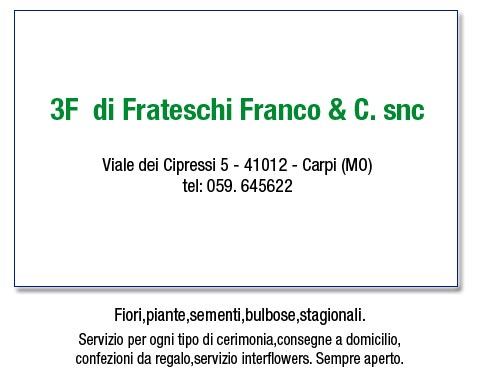 3F di Frateschi Franco & C. snc
Viale dei Cipressi 5 - 41012 - Carpi (MO)
tel: 059. 645622
Fiori,piante,sementi,bulbose,stagionali.
Servizio per ogni tipo di cerimonia,consegne a domicilio,
confezioni da regalo,servizio interflowers. Sempre aperto.